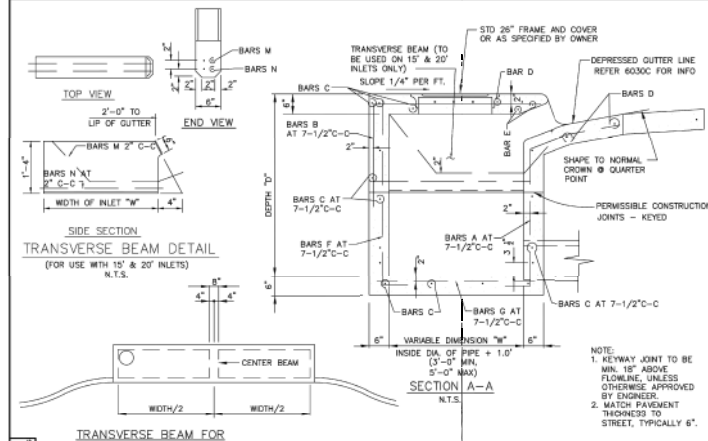 BARS M
BARS N
2"
2"
2"
2"
6"
TOP VIEW
END VIEW
2'-0" TO
LIP OF GUTTER
BARS M 2" C-C
6"
1'-4"
BARS N AT
2" C-C
WIDTH OF INLET "W"
4"
SIDE SECTION
TRANSVERSE BEAM DETAIL
(FOR USE WITH 15' & 20' INLETS)
N.T.S.
8"
4"
4"
CENTER BEAM
WIDTH/2
WIDTH/2
TRANSVERSE BEAM FOR
STD 26" FRAME AND COVER
OR AS SPECIFIED BY OWNER
TRANSVERSE BEAM (TO
BE USED ON 15' & 20'
INLETS ONLY)
SLOPE 1/4" PER FT.
BARS C
BAR D
DEPRESSED GUTTER LINE
REFER 6030C FOR INFO
BARS D
6"
2"
BARS B
AT 7-1/2"C-C
2"
BAR E
2"
SHAPE TO NORMAL
CROWN @ QUARTER
POINT
DEPTH "D"
BARS C AT
7-1/2"C-C
PERMISSIBLE CONSTRUCTION
JOINTS - KEYED
2"
BARS F AT
7-1/2"C-C
BARS A AT
7-1/2"C-C
2"
6"
BARS C
BARS G AT
7-1/2"C-C
BARS C AT 7-1/2"C-C
6"
VARIABLE DIMENSION "W"
6"
INSIDE DIA. OF PIPE + 1.0'
(3'-0" MIN.
5'-0" MAX)
SECTION A-A
N.T.S.
NOTE:
1. KEYWAY JOINT TO BE
MIN. 18" ABOVE
FLOWLINE, UNLESS
OTHERWISE APPROVED
BY ENGINEER.
2. MATCH PAVEMENT
THICKNESS TO
STREET, TYPICALLY 6".